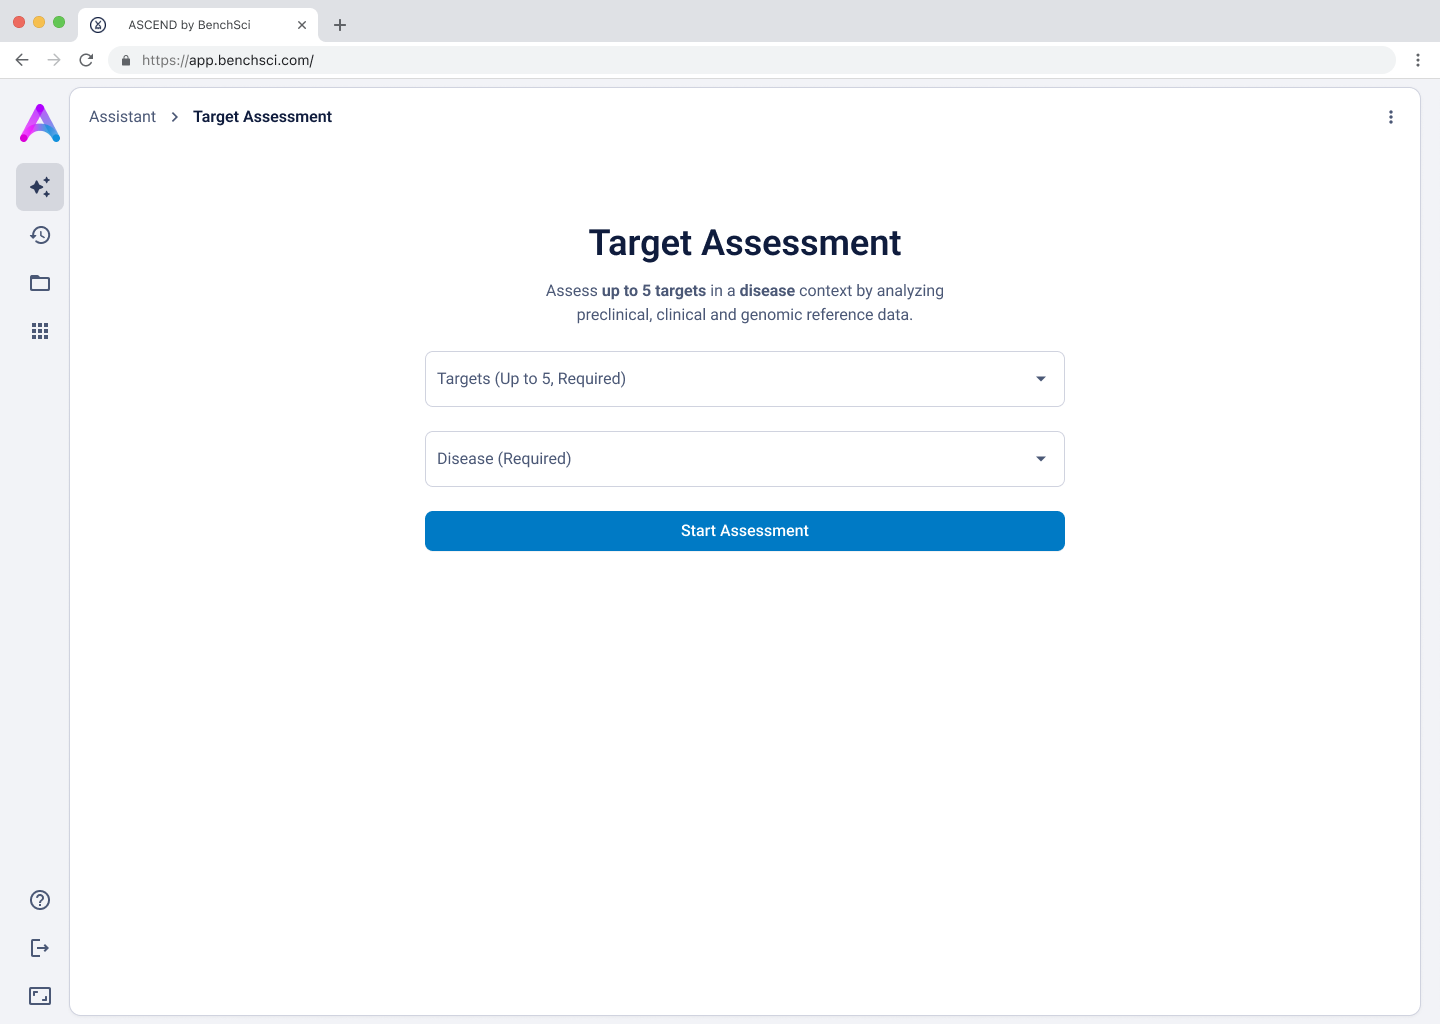 ASCEND by BenchSci
https://app.benchsci.com/
Assistant > Target Assessment
Target Assessment
Assess up to 5 targets in a disease context by analyzing
preclinical, clinical and genomic reference data.
Targets (Up to 5, Required)
Disease (Required)
Start Assessment